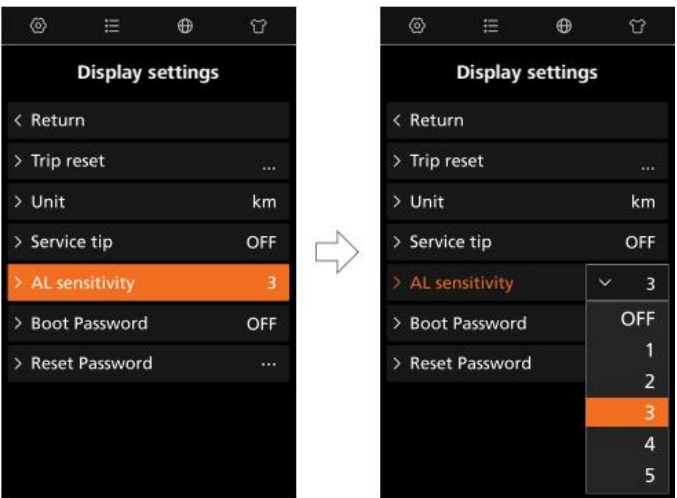 Display settings
< Return
> Trip reset ...
> Unit km
> Service tip OFF
> AL sensitivity 3
> Boot Password OFF
> Reset Password ...
Display settings
< Return
> Trip reset ...
> Unit km
> Service tip OFF
> AL sensitivity 3
> Boot Password
> Reset Password
OFF
1
2
3
4
5